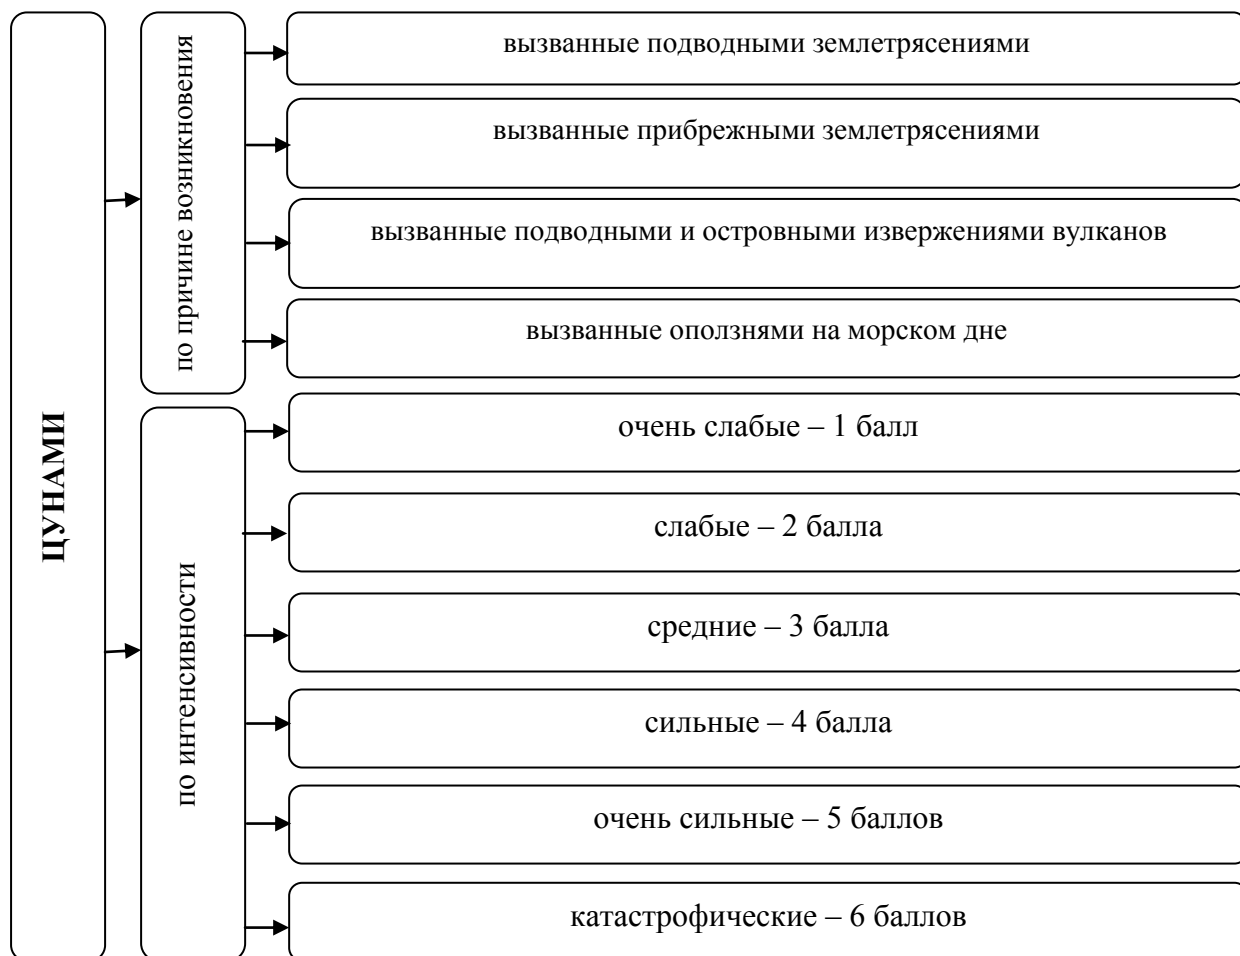 ЦУНАМИ
по причине возникновения
вызванные подводными землетрясениями
вызванные прибрежными землетрясениями
вызванные подводными и островными извержениями вулканов
вызванные оползнями на морском дне
по интенсивности
очень слабые – 1 балл
слабые – 2 балла
средние – 3 балла
сильные – 4 балла
очень сильные – 5 баллов
катастрофические – 6 баллов